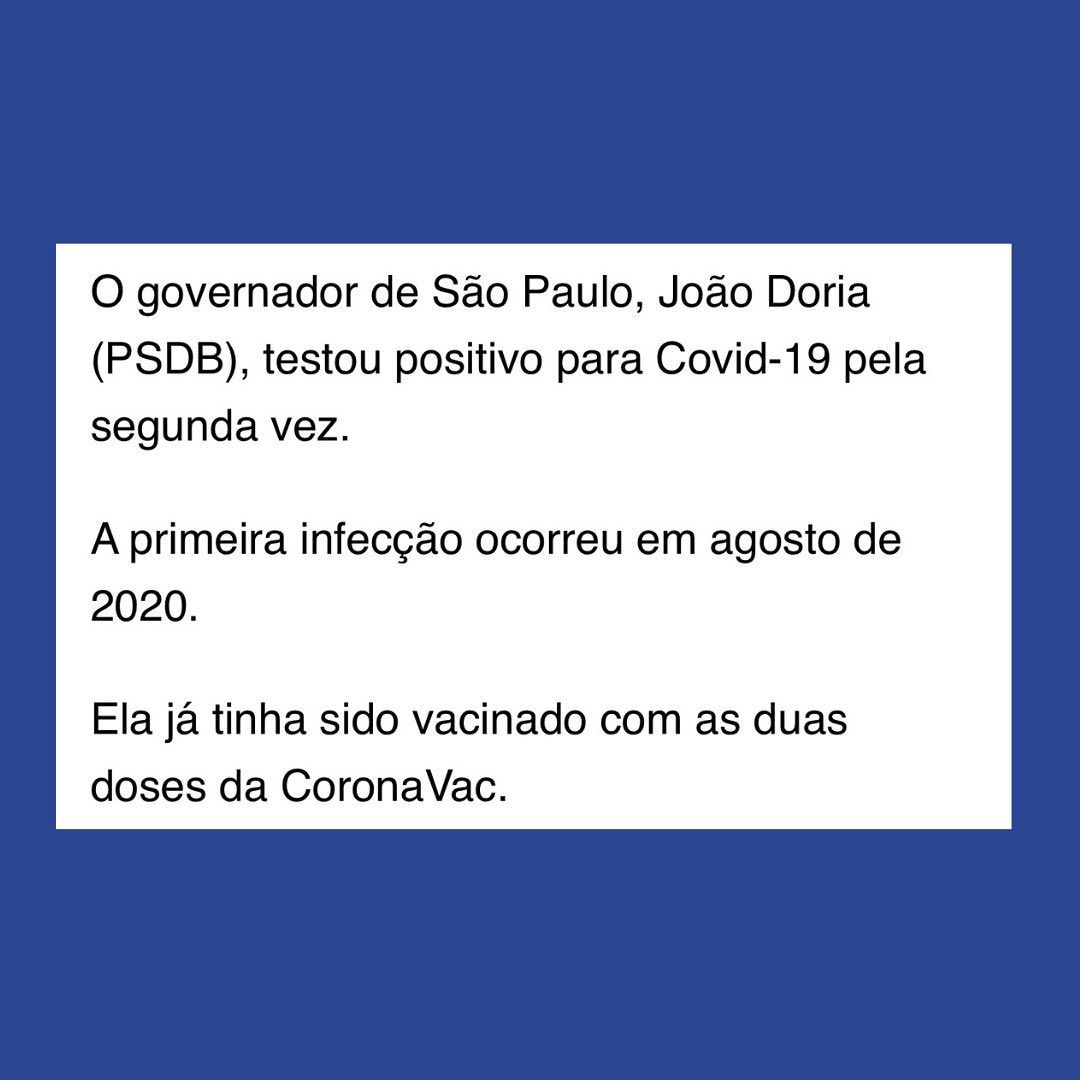 O governador de São Paulo, João Doria
(PSDB), testou positivo para Covid-19 pela
segunda vez.
A primeira infecção ocorreu em agosto de
2020.
Ela já tinha sido vacinado com as duas
doses da CoronaVac.